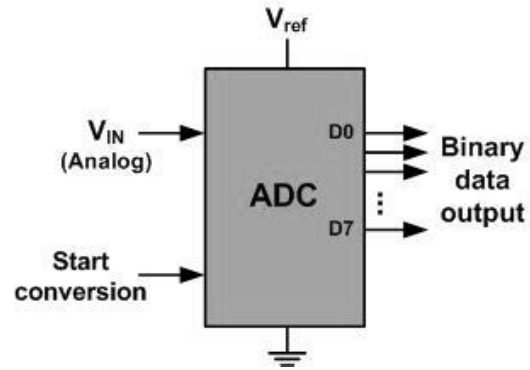 Vref
VIN
(Analog)
D0
Binary
data
output
ADC
D7
Start
conversion